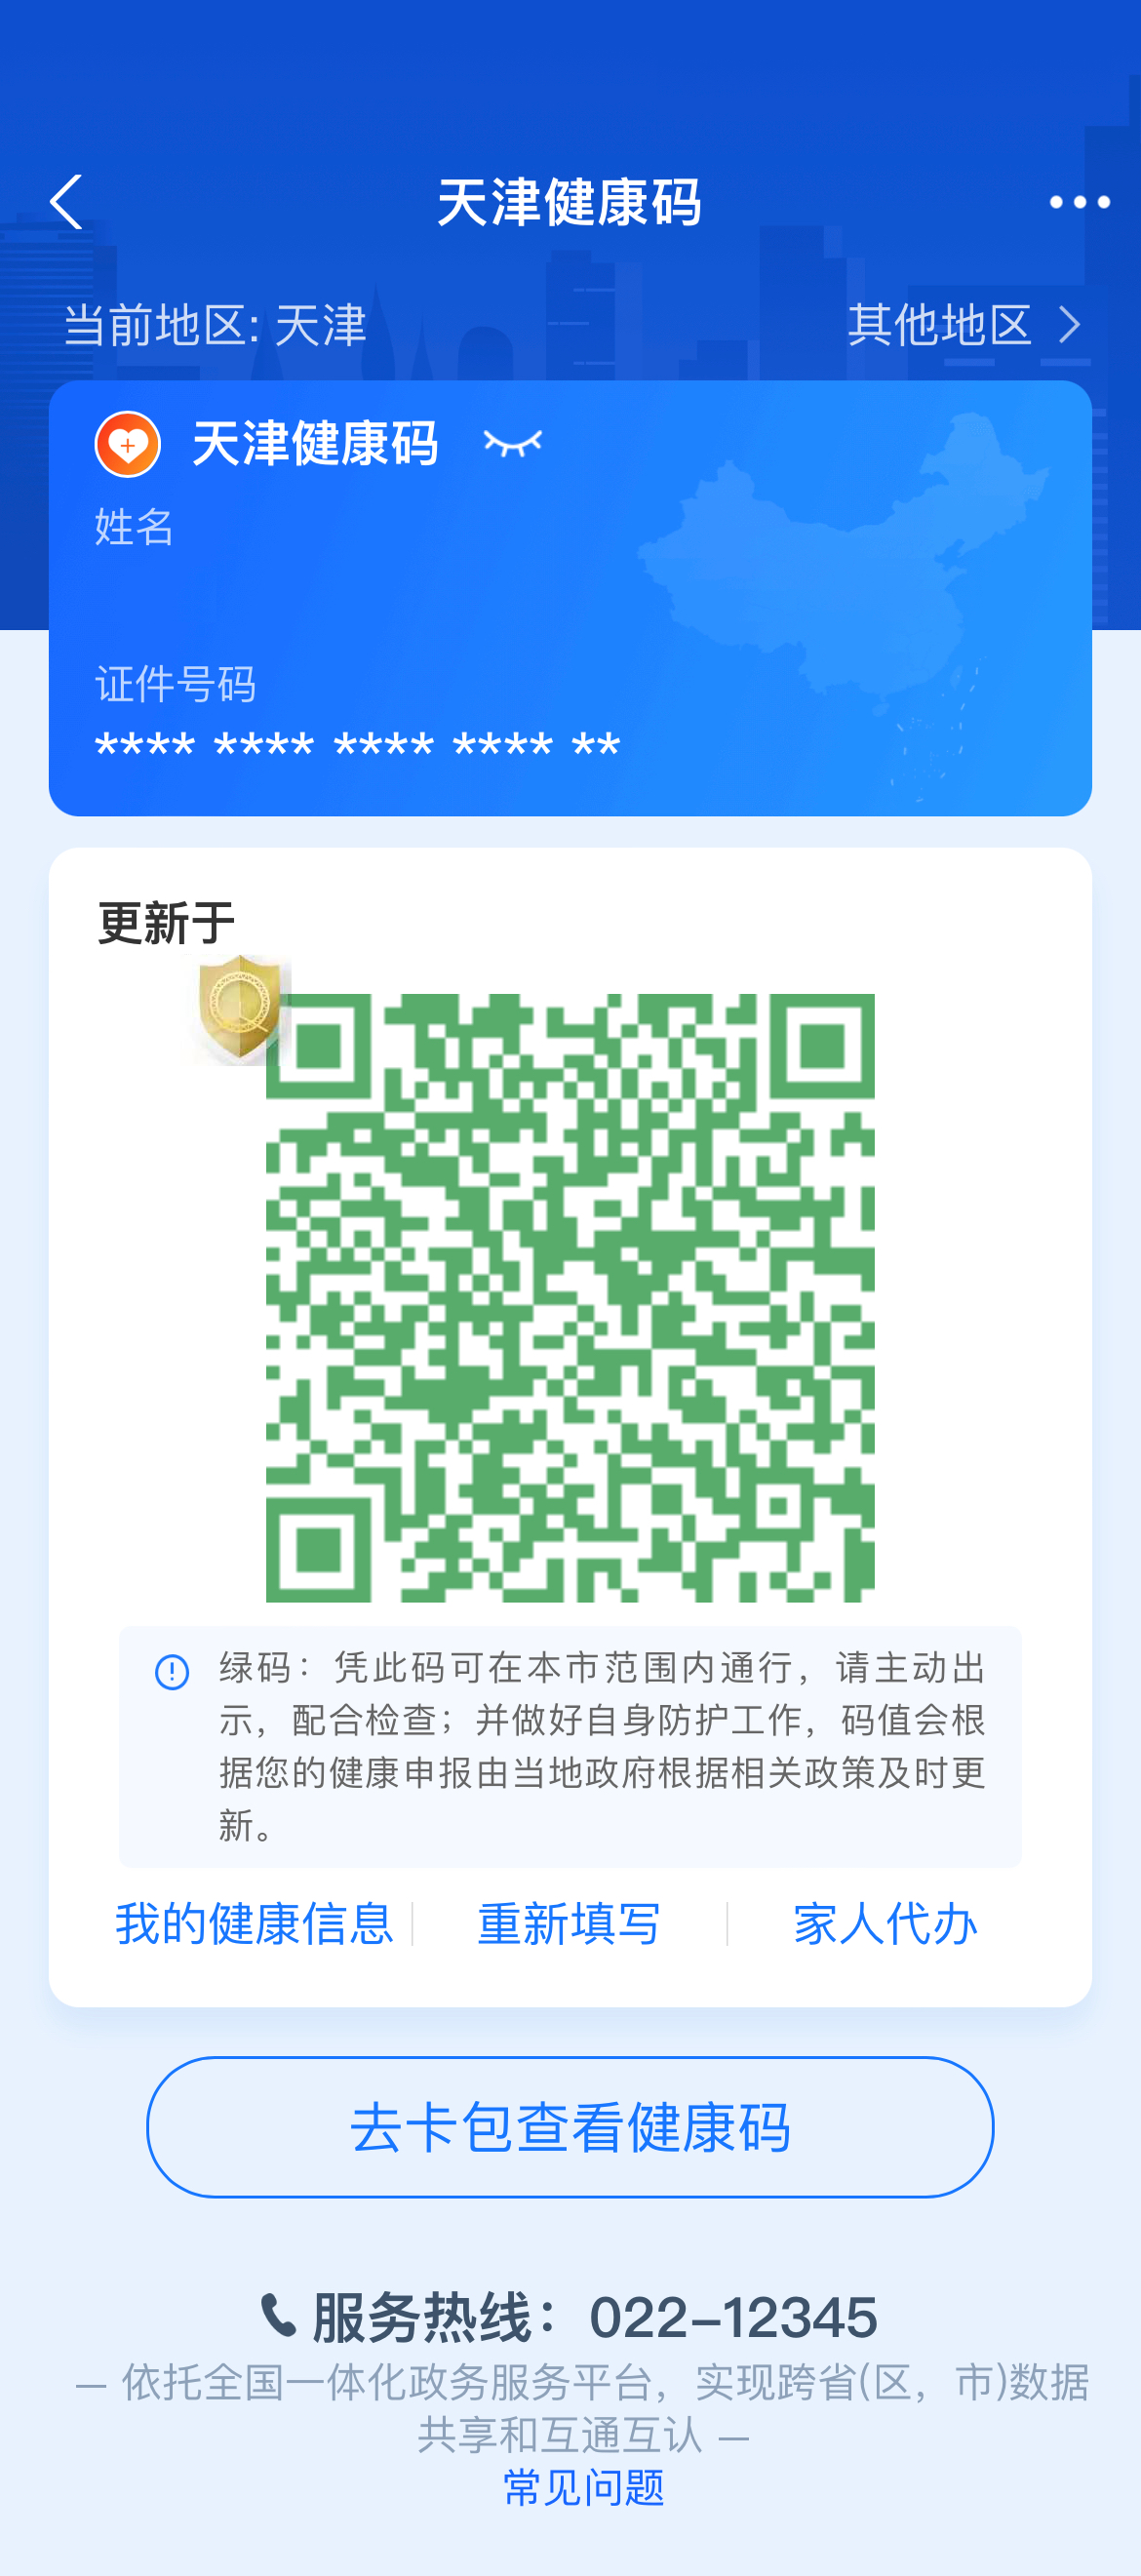 天津健康码
当前地区: 天津
其他地区
天津健康码
姓名
证件号码
**** **** **** **** **
更新于
绿码：凭此码可在本市范围内通行，请主动出
示，配合检查；并做好自身防护工作，码值会根
据您的健康申报由当地政府根据相关政策及时更
新。
我的健康信息
重新填写
家人代办
去卡包查看健康码
服务热线：022-12345
— 依托全国一体化政务服务平台，实现跨省(区，市)数据
共享和互通互认 —
常见问题